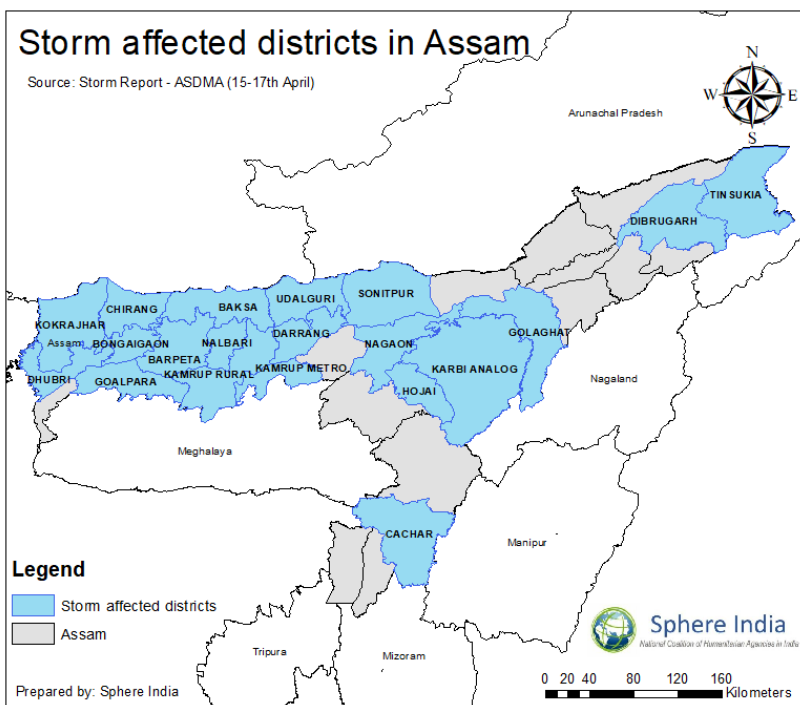 Storm affected districts in Assam
Source: Storm Report - ASDMA (15-17th April)
N
W E
S
Arunachal Pradesh
TINSUKIA
DIBRUGARH
UDALGURI
SONITPUR
CHIRANG
BAKSA
KOKRAJHAR
DARRANG
GOLAGHAT
Assam
BONGAIGAON
NALBARI
NAGAON
BARPETA
KAMRUP METRO
KARBI ANALOG
DHUBRI
GOALPARA
KAMRUP RURAL
HOJAI
Nagaland
Meghalaya
CACHAR
Manipur
Legend
Storm affected districts
Assam
Tripura
Mizoram
Sphere India
National Coalition of Humanitarian Agencies in India
0 20 40 80 120 160
Kilometers
Prepared by: Sphere India